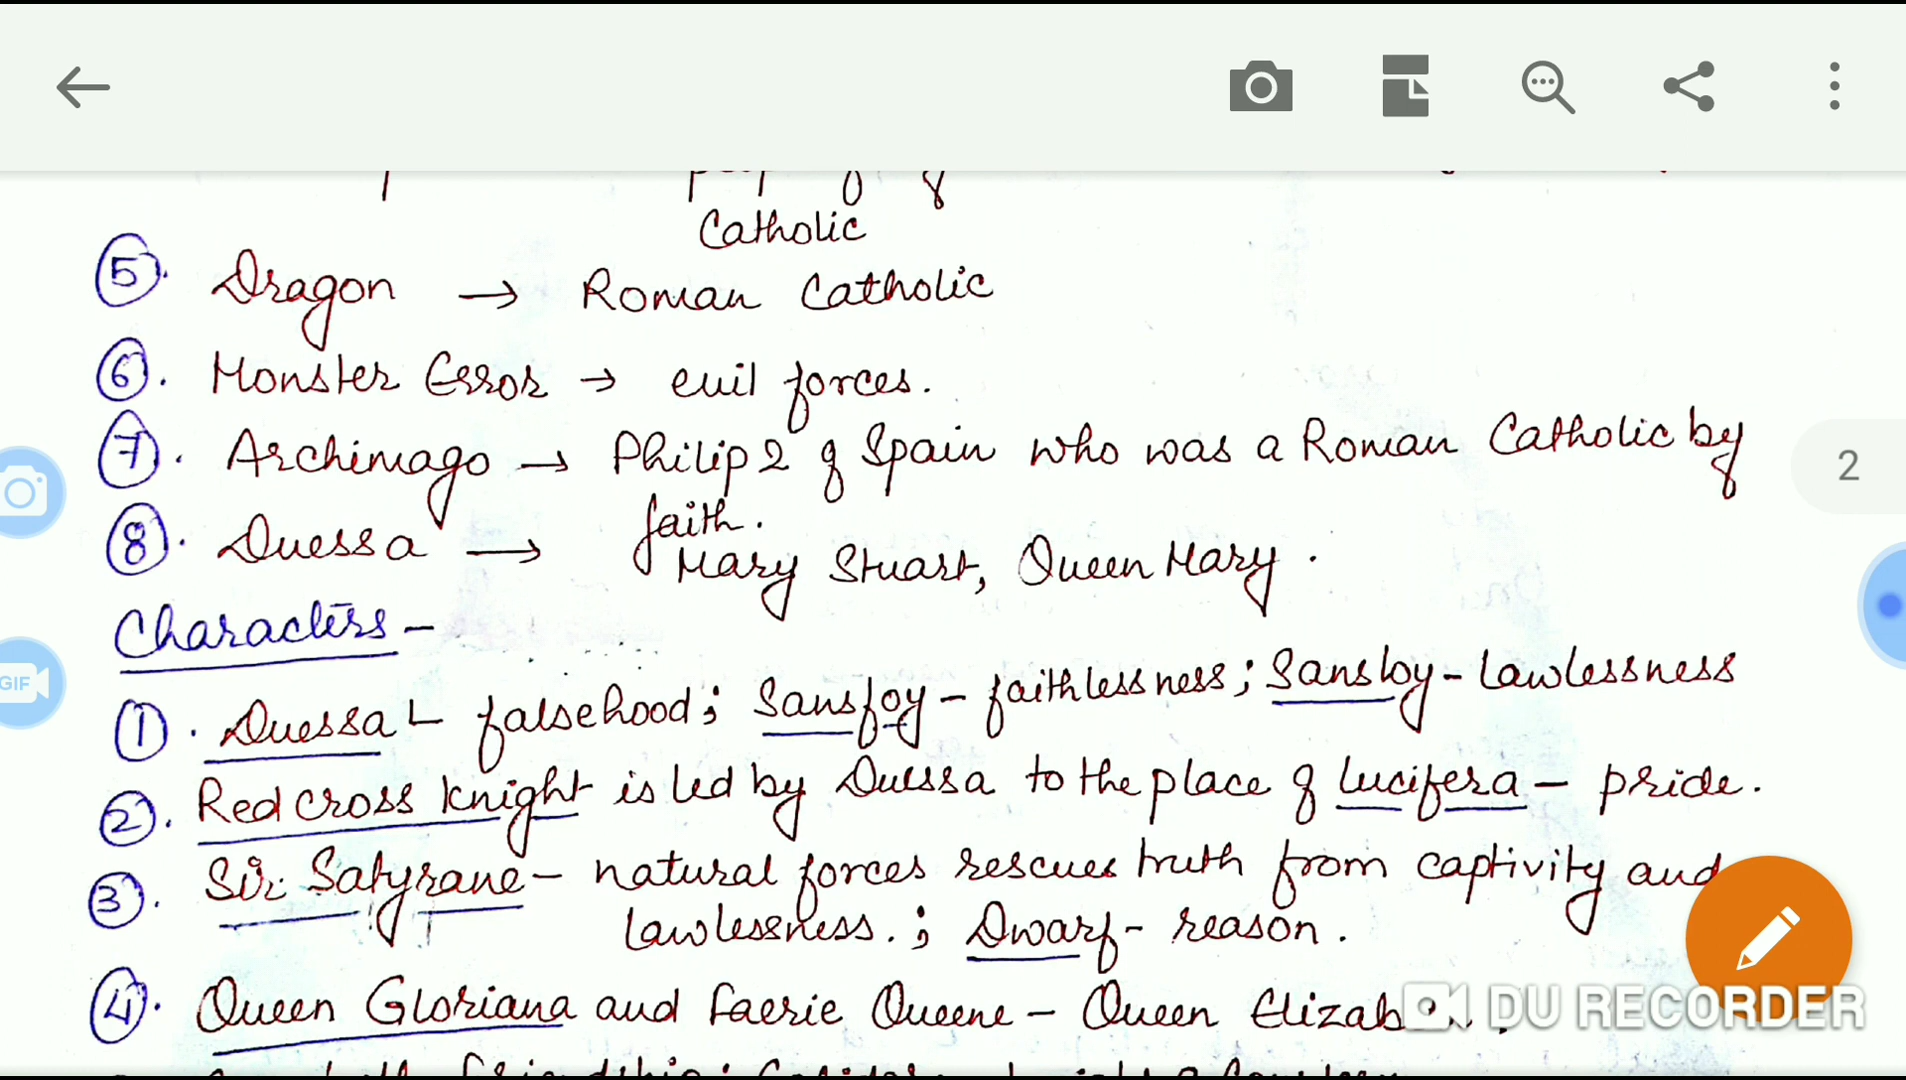 Catholic
5. Dragon → Roman Catholic
6. Monster Error → evil forces.
7. Archimago → Philip 2 of Spain who was a Roman Catholic by
faith.
8. Duessa → Mary Stuart, Queen Mary.
Characters -
1. Duessa - falsehood; Sansfoy - faithlessness; Sansloy - lawlessness
2. Red cross knight is led by Duessa to the place of lucifera - pride.
3. Sir Satyrane - natural forces rescues truth from captivity and
lawlessness.; Dwarf - reason.
4. Queen Gloriana and Faerie Queene - Queen Elizab
2
GIF
DU RECORDER